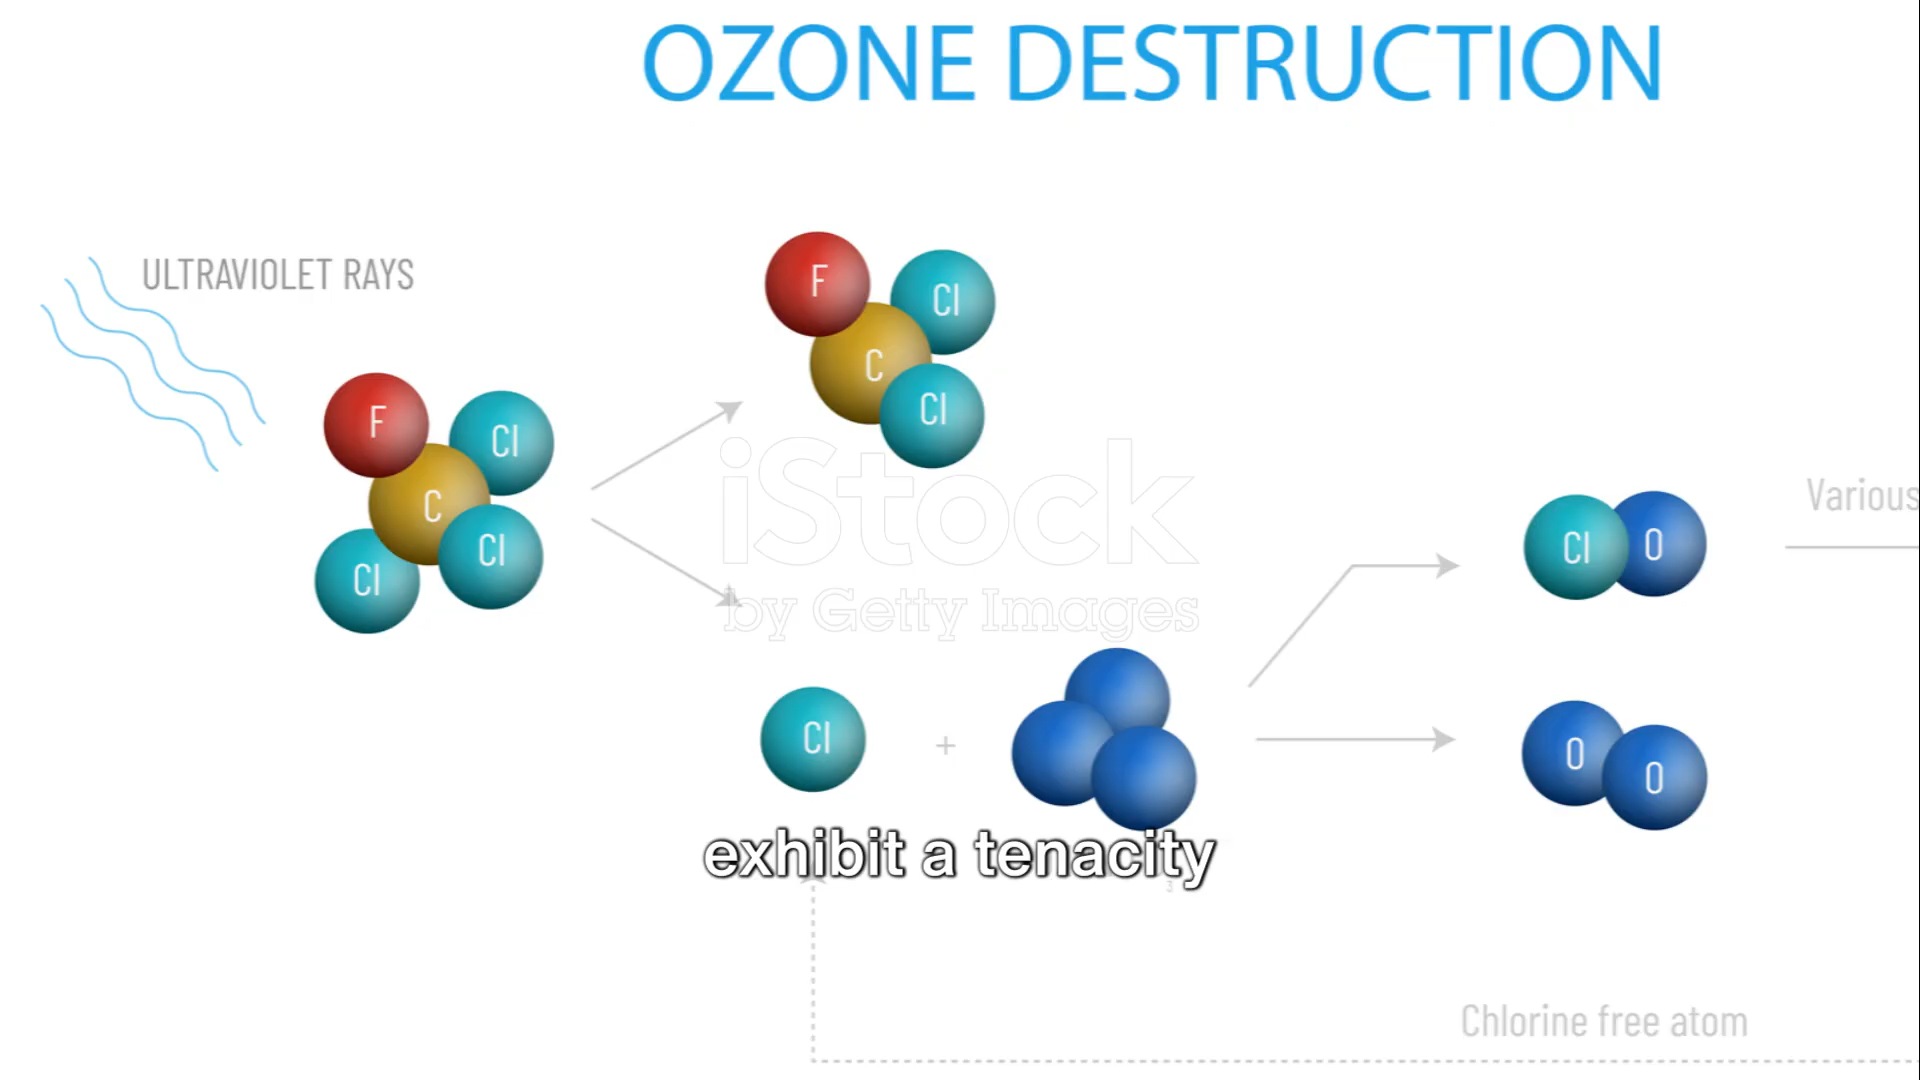 OZONE DESTRUCTION
ULTRAVIOLET RAYS
F
Cl
C
Cl
Cl
F
Cl
C
Cl
iStock
by Getty Images
Various
Cl
O
Cl
+
O
O
exhibit a tenacity
3
Chlorine free atom